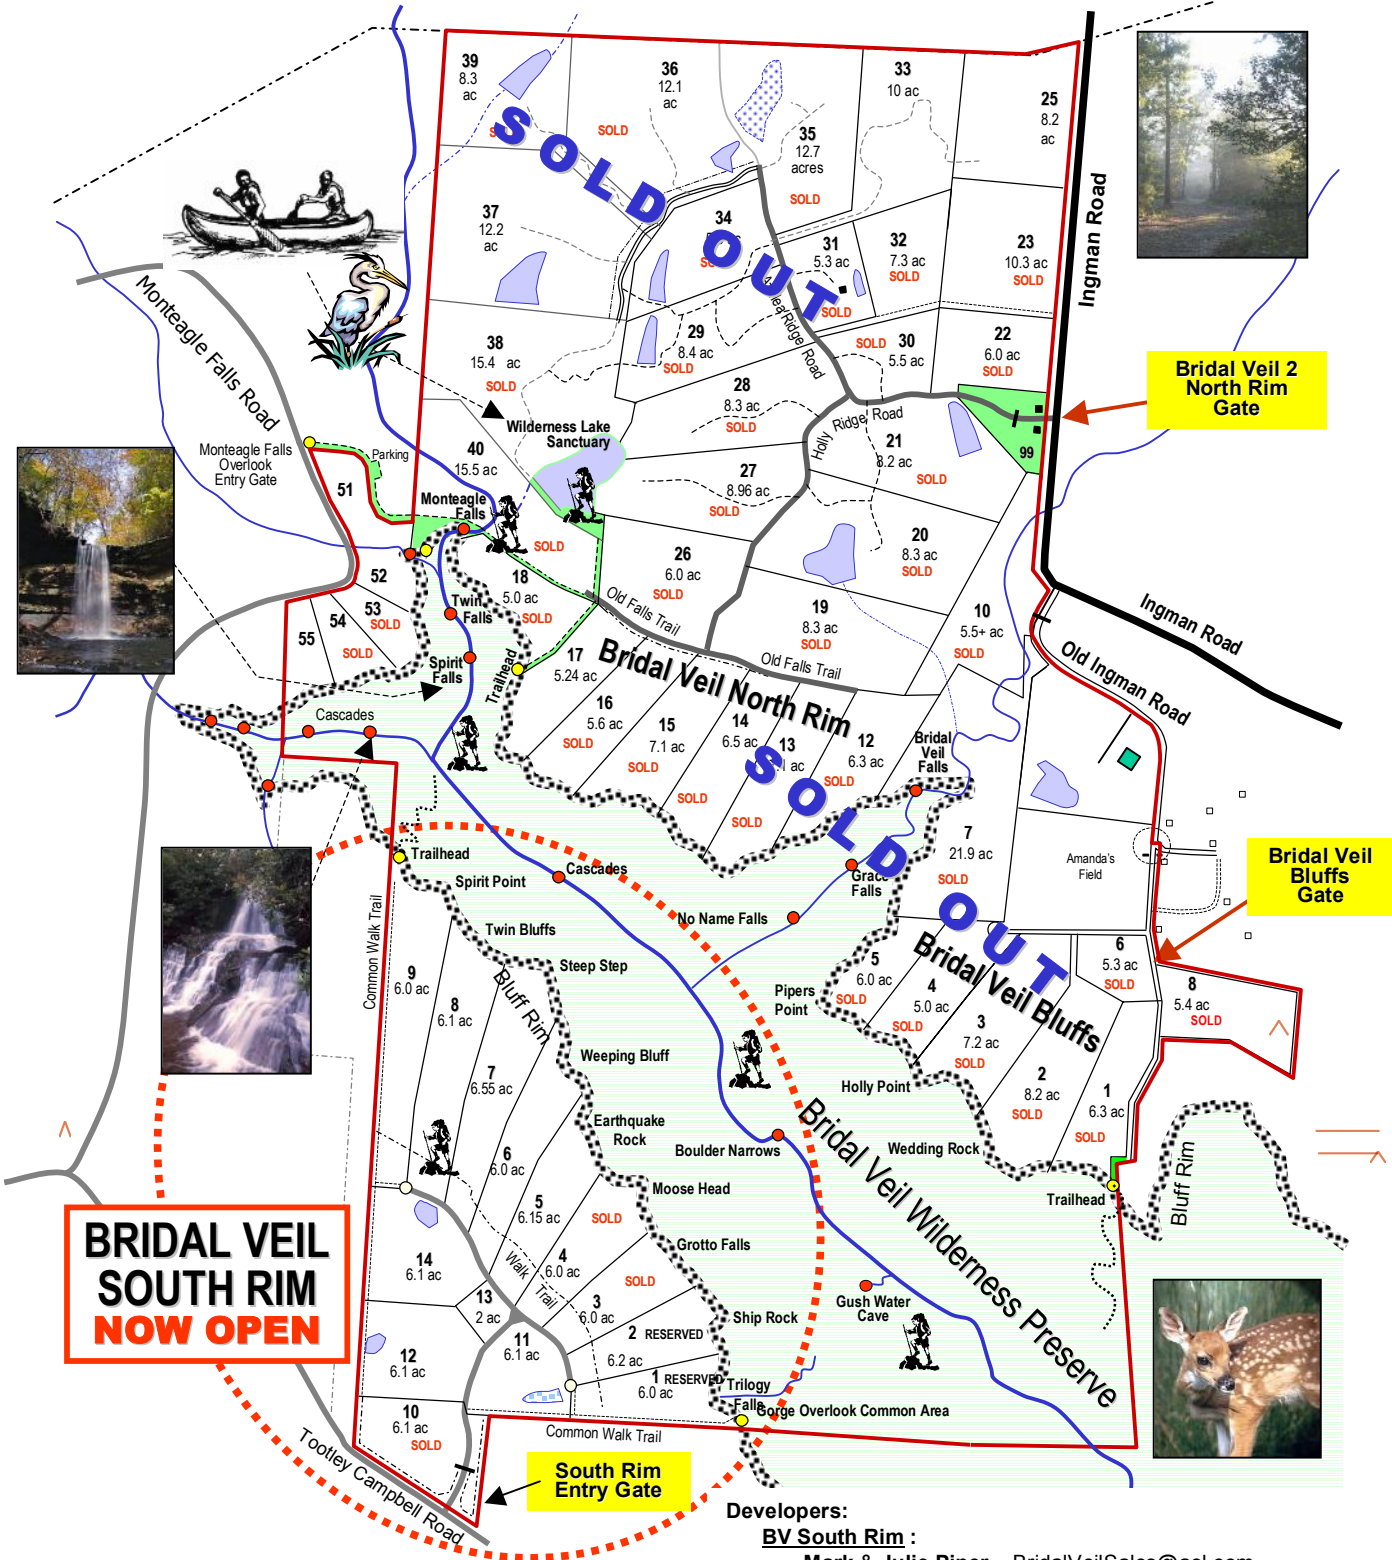 39
8.3
ac
SOLD
36
12.1
ac
SOLD
33
10 ac
25
8.2
ac
35
12.7
acres
SOLD
SOLD OUT
37
12.2
ac
34
31
5.3 ac
SOLD
32
7.3 ac
SOLD
23
10.3 ac
SOLD
Ingman Road
Monteagle Falls Road
38
15.4 ac
SOLD
29
8.4 ac
SOLD
Ridge Road
SOLD
30
5.5 ac
22
6.0 ac
SOLD
Bridal Veil 2
North Rim
Gate
28
8.3 ac
SOLD
Holly Ridge Road
99
Wilderness Lake
Sanctuary
Monteagle Falls
Overlook
Entry Gate
Parking
51
40
15.5 ac
SOLD
Monteagle
Falls
27
8.96 ac
SOLD
21
8.2 ac
SOLD
20
8.3 ac
SOLD
26
6.0 ac
SOLD
52
53
SOLD
54
SOLD
55
18
5.0 ac
SOLD
Twin
Falls
Spirit
Falls
Trailhead
Old Falls Trail
19
8.3 ac
SOLD
10
5.5+ ac
SOLD
Ingman Road
Old Ingman Road
17
5.24 ac
Bridal Veil North Rim
Old Falls Trail
16
5.6 ac
SOLD
15
7.1 ac
SOLD
14
6.5 ac
SOLD
13
SOLD
12
6.3 ac
SOLD
Bridal
Veil
Falls
SOLD OUT
Cascades
Trailhead
Cascades
Spirit Point
Grace
Falls
No Name Falls
7
21.9 ac
SOLD
Amanda's
Field
Bridal Veil
Bluffs
Gate
Twin Bluffs
Steep Step
Bluff Rim
Common Walk Trail
9
6.0 ac
8
6.1 ac
Pipers
Point
5
6.0 ac
SOLD
4
5.0 ac
SOLD
Bridal Veil Bluffs
6
5.3 ac
SOLD
8
5.4 ac
SOLD
3
7.2 ac
SOLD
2
8.2 ac
SOLD
1
6.3 ac
SOLD
Weeping Bluff
7
6.55 ac
Holly Point
Earthquake
Rock
Boulder Narrows
Wedding Rock
Bridal Veil Wilderness Preserve
Trailhead
Bluff Rim
6
6.0 ac
5
6.15 ac
SOLD
Moose Head
Grotto Falls
BRIDAL VEIL
SOUTH RIM
NOW OPEN
14
6.1 ac
13
2 ac
Walk
Trail
4
6.0 ac
SOLD
3
6.0 ac
Gush Water
Cave
Ship Rock
12
6.1 ac
11
6.1 ac
2 RESERVED
6.2 ac
1 RESERVED
6.0 ac
Trilogy
Falls
Gorge Overlook Common Area
10
6.1 ac
SOLD
Common Walk Trail
Tootley Campbell Road
South Rim
Entry Gate
Developers:
BV South Rim :
Mark & Julie Piper BridalVeilSales@aol.com